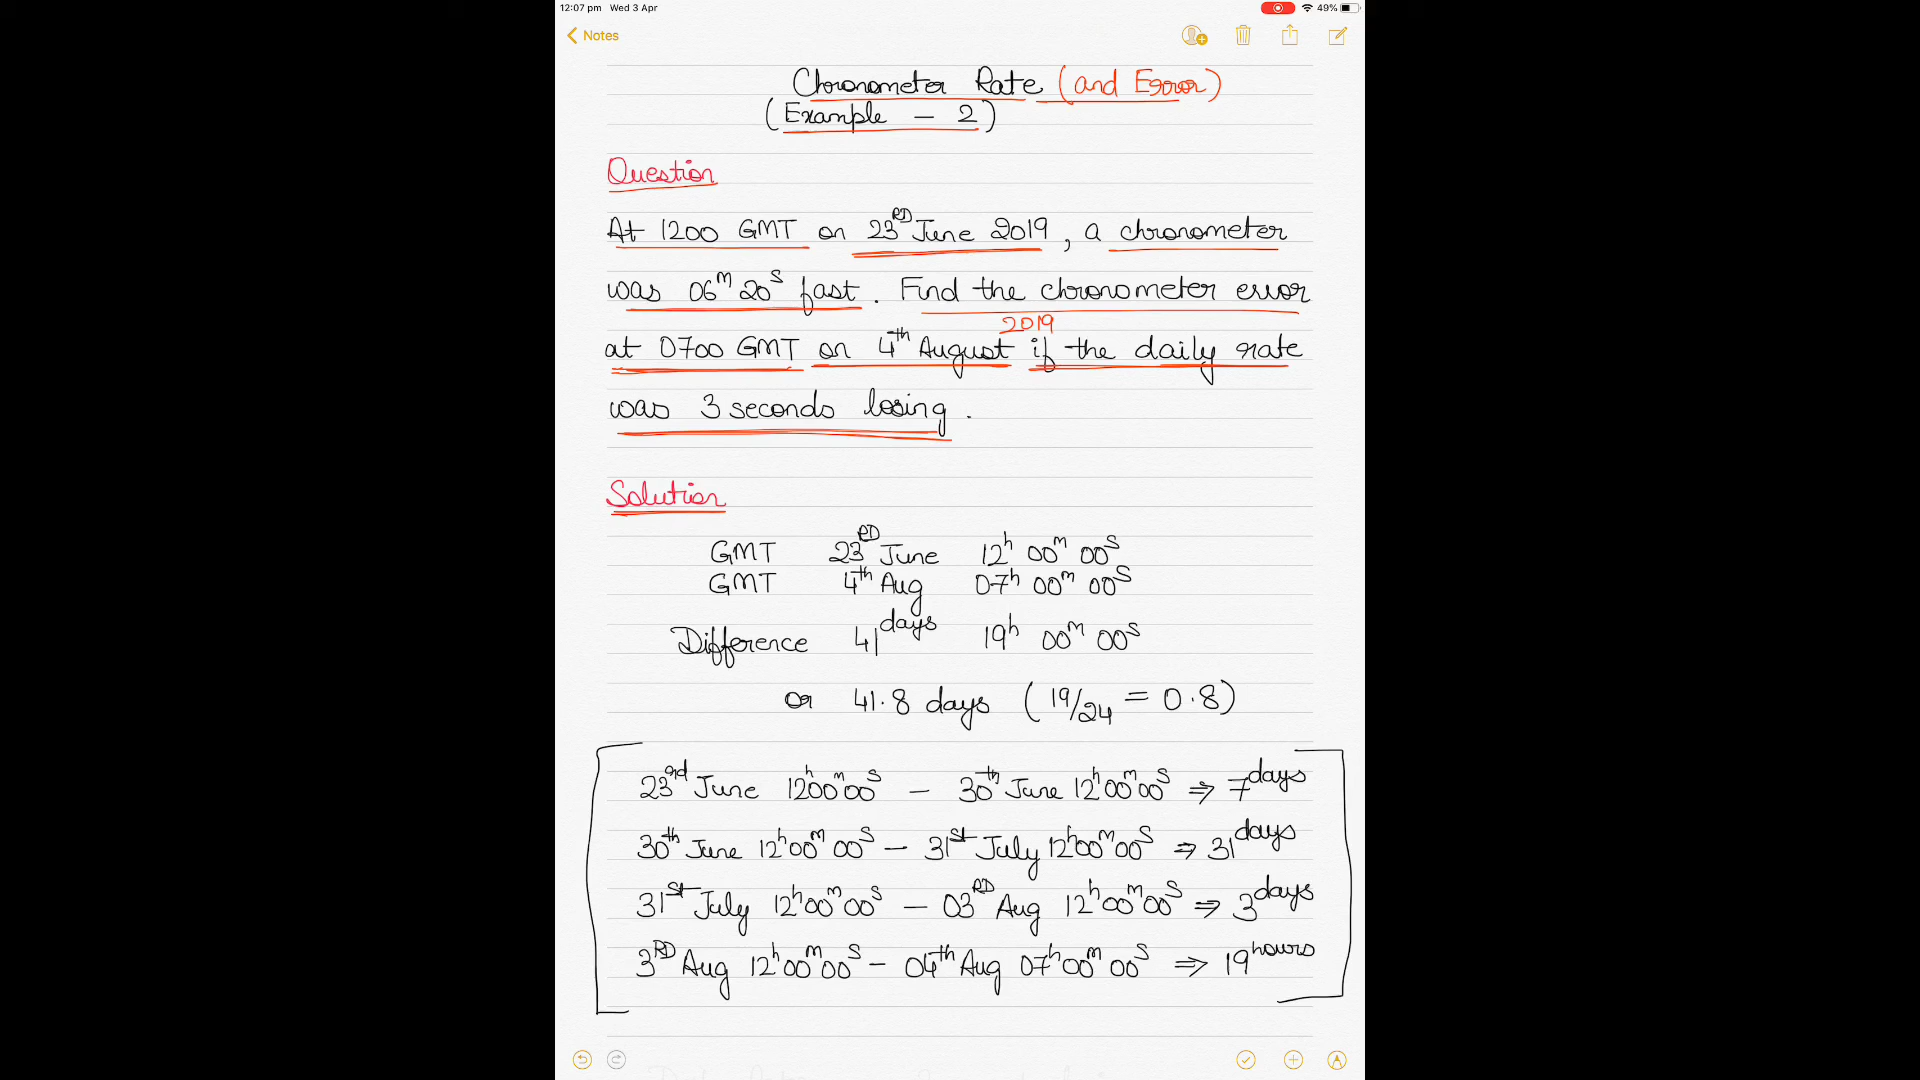 12:07 pm Wed 3 Apr 49%
Notes
Chronometer Rate (and Error)
(Example - 2)
Question
At 1200 GMT on 23RD June 2019, a chronometer
was 06m 20s fast. Find the chronometer error
2019
at 0700 GMT on 4th August if the daily rate
was 3 seconds losing.
Solution
GMT 23RD June 12h 00m 00s
GMT 4th Aug 07h 00m 00s
Difference 41days 19h 00m 00s
or 41.8 days (19/24 = 0.8)
23rd June 12h00m00s - 30th June 12h00m00s ⇒ 7days
30th June 12h00m00s - 31st July 12h00m00s ⇒ 31days
31st July 12h00m00s - 03RD Aug 12h00m00s ⇒ 3days
3RD Aug 12h00m00s - 04th Aug 07h00m00s ⇒ 19hours